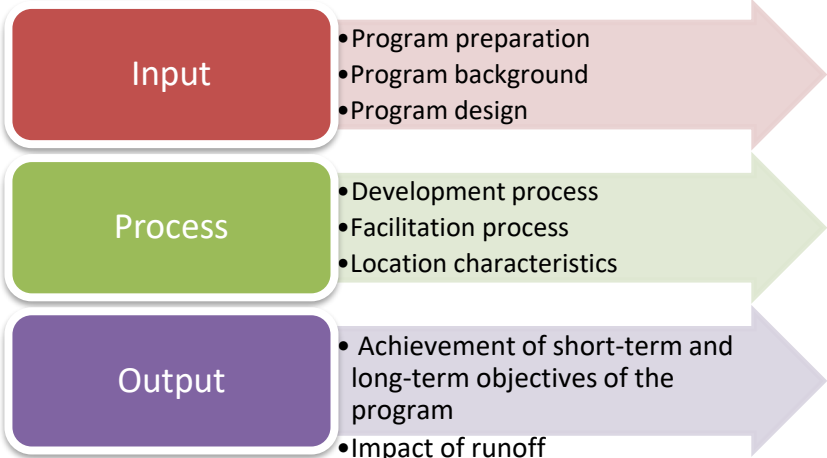 Input
•Program preparation
•Program background
•Program design
Process
•Development process
•Facilitation process
•Location characteristics
Output
• Achievement of short-term and
long-term objectives of the
program
•Impact of runoff